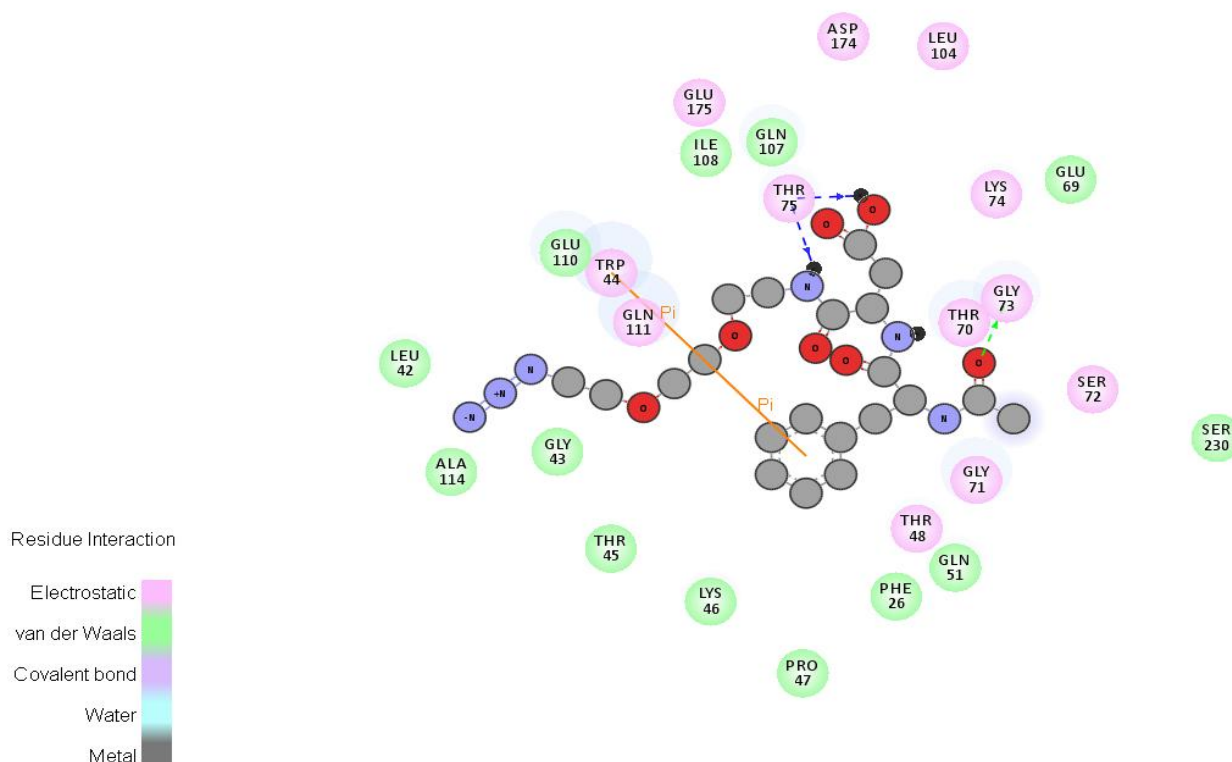 ASP
174
LEU
104
GLU
175
ILE
108
GLN
107
THR
75
LYS
74
GLU
69
O
O
GLU
110
TRP
44
N
GLY
73
GLN
111
Pi
THR
70
O
N
O
O
O
LEU
42
N
+N
-N
O
Pi
N
SER
72
SER
230
GLY
43
ALA
114
GLY
71
THR
48
THR
45
GLN
51
LYS
46
PHE
26
PRO
47
Residue Interaction
Electrostatic
van der Waals
Covalent bond
Water
Metal